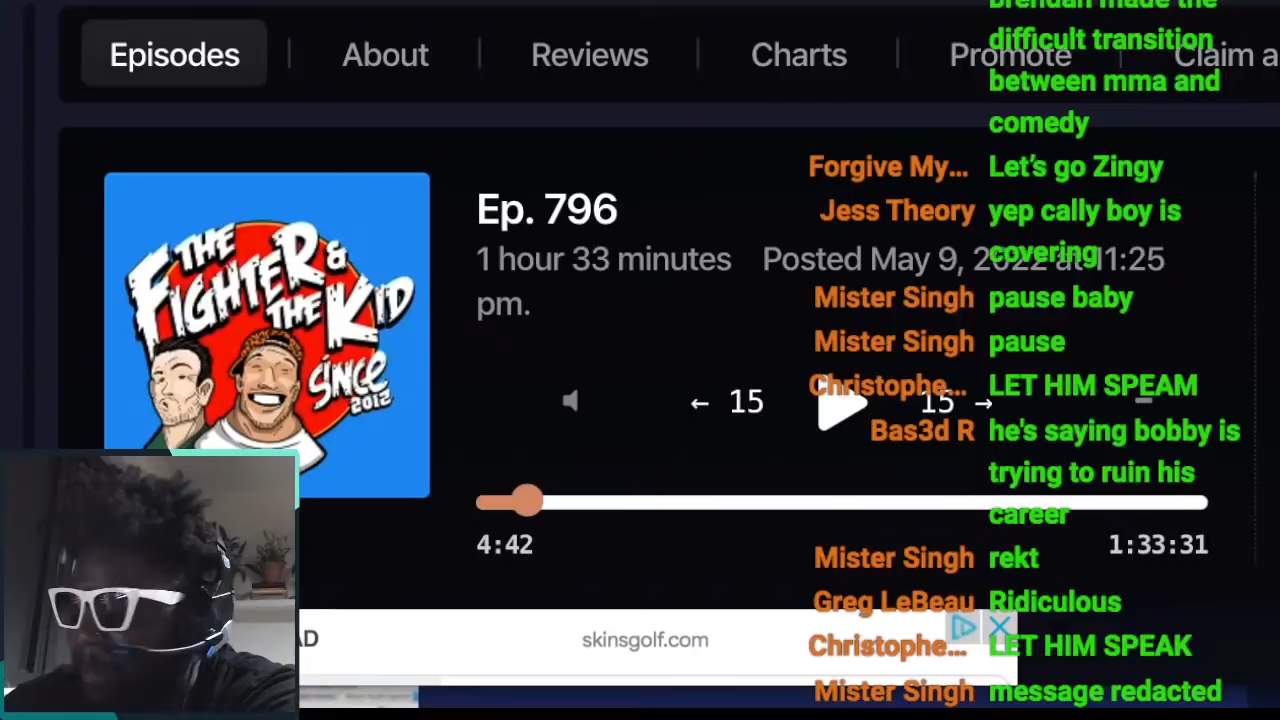 Brendan made the
difficult transition
Episodes
About
Reviews
Charts
Promote
Claim a
between mma and
comedy
Forgive My... Let's go Zingy
Ep. 796
Jess Theory yep cally boy is
covering
1 hour 33 minutes
Posted May 9, 2022 at 11:25
pm.
THE
FIGHTER &
THE KID
SINCE
2012
Mister Singh pause baby
Mister Singh pause
Christophe... LET HIM SPEAM
← 15
15 →
Bas3d R he's saying bobby is
trying to ruin his
career
4:42
1:33:31
Mister Singh rekt
Greg LeBeau Ridiculous
AD
skinsgolf.com
Christophe... LET HIM SPEAK
Mister Singh message redacted